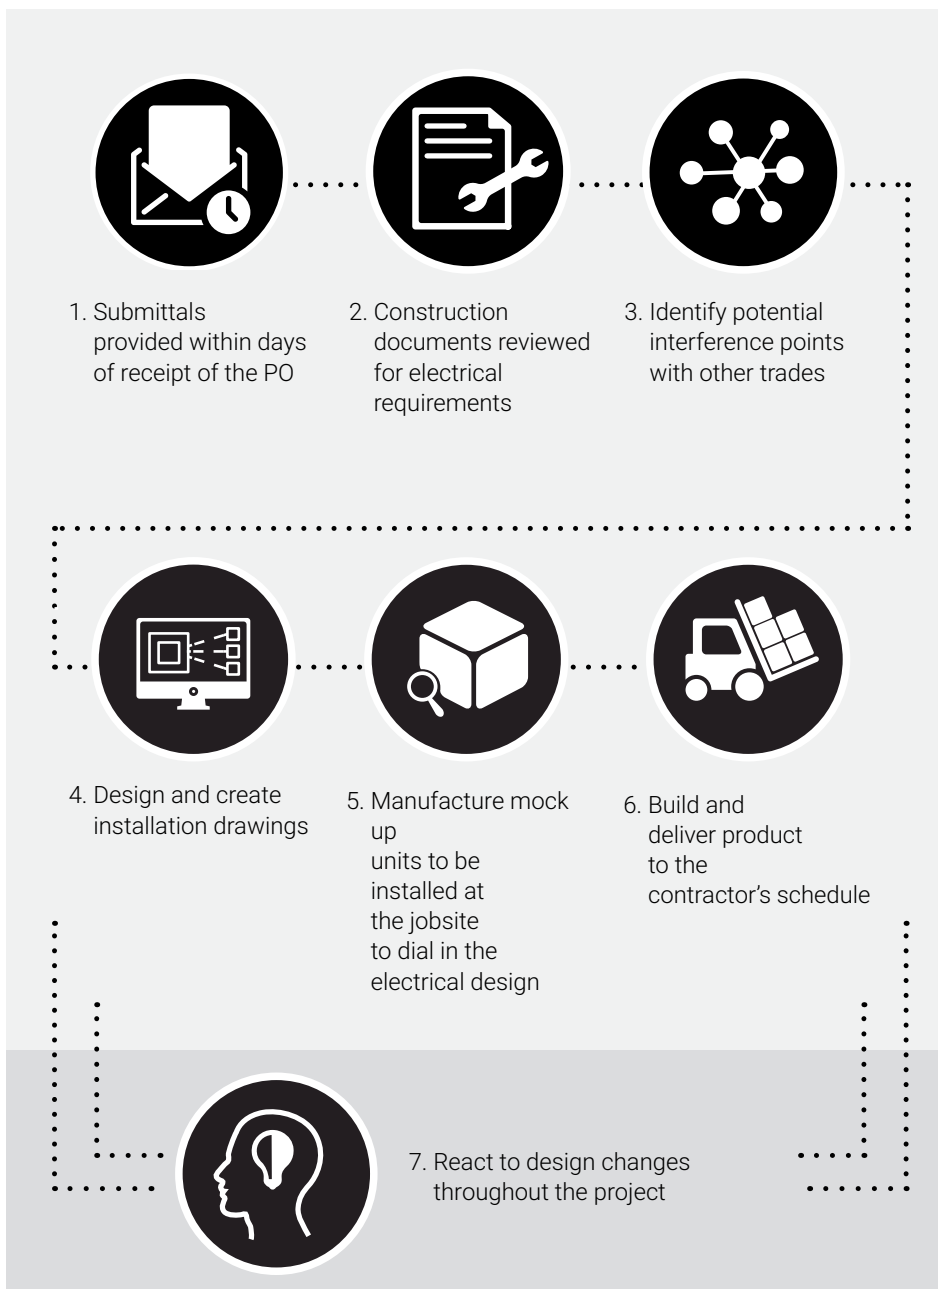 1. Submittals
provided within days
of receipt of the PO
2. Construction
documents reviewed
for electrical
requirements
3. Identify potential
interference points
with other trades
4. Design and create
installation drawings
5. Manufacture mock
up
units to be
installed at
the jobsite
to dial in the
electrical design
6. Build and
deliver product
to the
contractor’s schedule
7. React to design changes
throughout the project